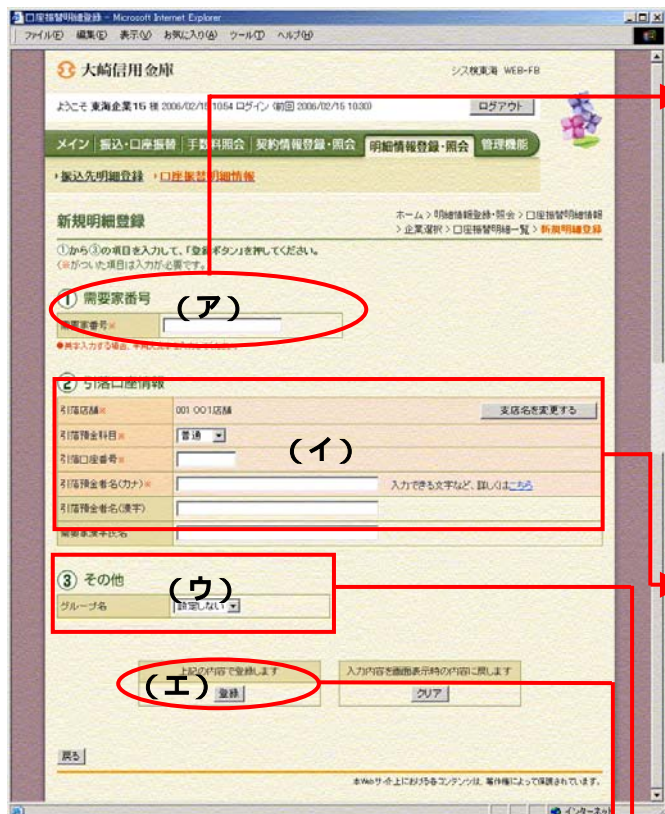 口座振替明細登録 - Microsoft Internet Explorer
ファイル(F) 編集(E) 表示(V) お気に入り(A) ツール(T) ヘルプ(H)
大崎信用金庫
シス検東海 WEB-FB
ようこそ 東海企業15 様 2006/02/15 1054 ログイン (前回 2006/02/15 1030)
ログアウト
メイン 振込・口座振替 手数料照会 契約情報登録・照会 明細情報登録・照会 管理機能
振込先明細登録 口座振替明細情報
新規明細登録
ホーム > 明細情報登録・照会 > 口座振替明細情報
> 企業選択 > 口座振替明細一覧 > 新規明細登録
①から③の項目を入力して、「登録ボタン」を押してください。
(※がついた項目は入力が必要です。)
① 需要家番号
(ア)
需要家番号※
② 引落口座情報
引落店舗※ 001 001店舗 支店名を変更する
引落預金科目※ 普通
(イ)
引落口座番号※
引落預金者名(カナ)※ 入力できる文字など、詳しくはこちら
引落預金者名(漢字)
需要家漢字氏名
③ その他
(ウ)
グループ名 設定しない
上記の内容で登録します 入力内容を画面表示時の内容に戻します
(エ)
登録 クリア
戻る
本Webサイト上における各コンテンツは、著作権によって保護されています。
インターネット